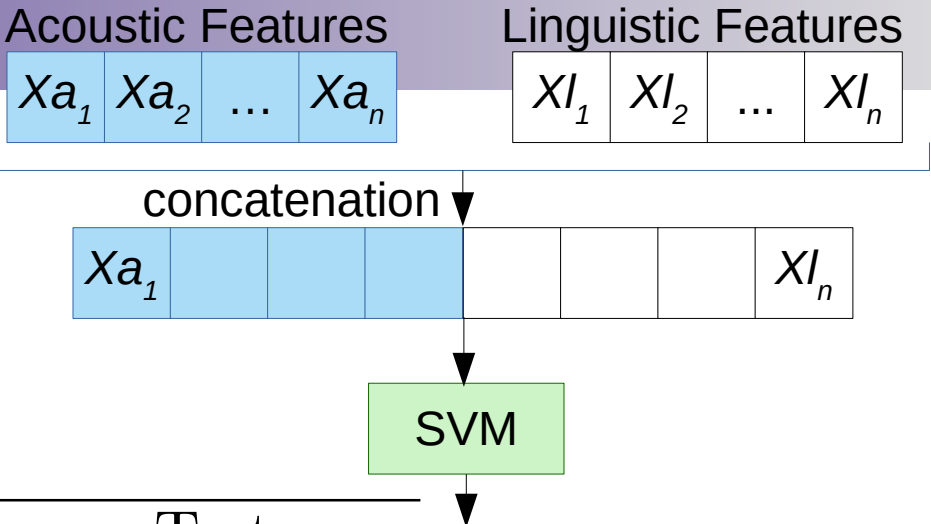 Acoustic Features Linguistic Features
Xa1 Xa2 … Xan Xl1 Xl2 ... Xln
concatenation
Xa1 Xln
SVM